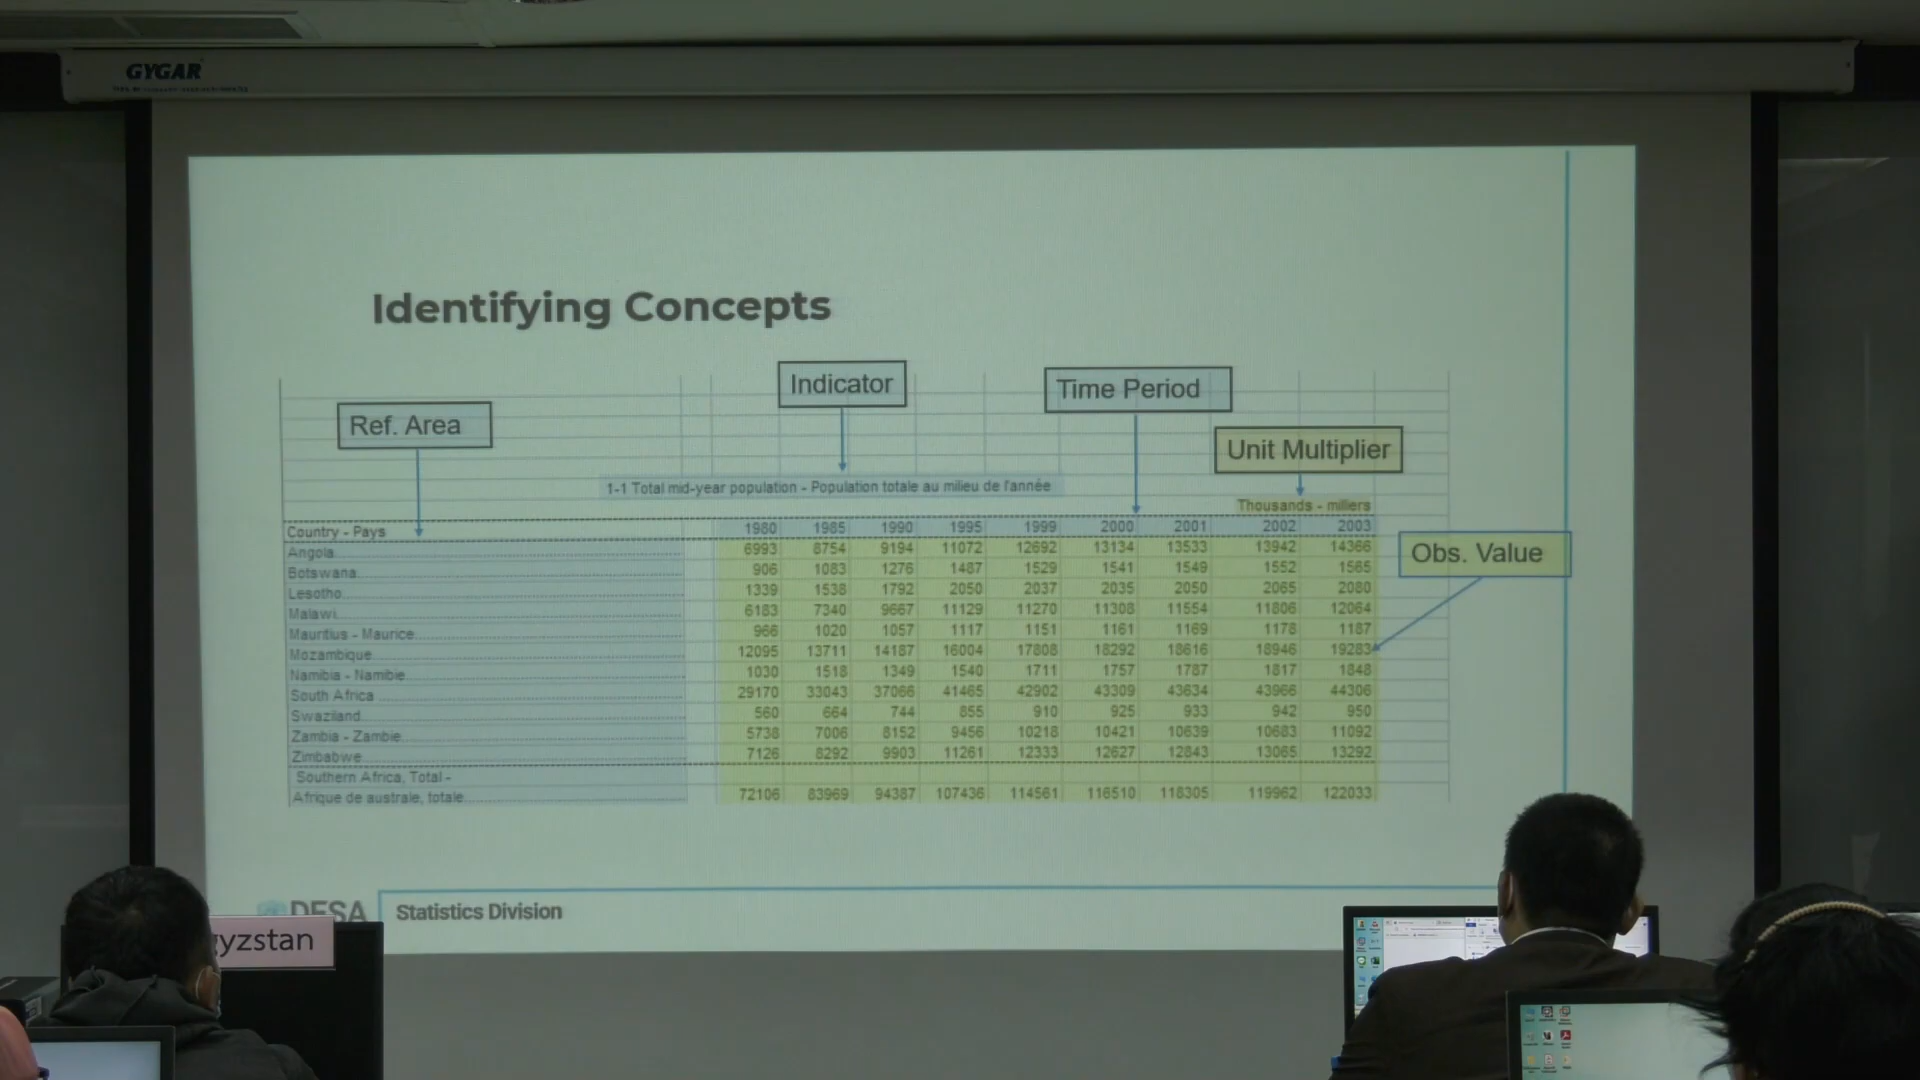 GYGAR
Identifying Concepts
Indicator
Time Period
Ref. Area
Unit Multiplier
1-1 Total mid-year population - Population totale au milieu de l'année
Thousands - milliers
Country - Pays 1980 1985 1990 1995 1999 2000 2001 2002 2003
Angola 6993 8754 9194 11072 12692 13134 13533 13942 14366
Obs. Value
Botswana 906 1083 1276 1487 1529 1541 1549 1552 1565
Lesotho 1339 1538 1792 2050 2037 2035 2050 2065 2080
Malawi 6183 7340 9667 11129 11270 11308 11554 11806 12064
Mauritius - Maurice 966 1020 1057 1117 1151 1161 1169 1178 1187
Mozambique 12095 13711 14187 16004 17808 18292 18616 18946 19283
Namibia - Namibie 1030 1518 1349 1540 1711 1757 1787 1817 1848
South Africa 29170 33043 37066 41465 42902 43309 43634 43966 44306
Swaziland 560 664 744 855 910 925 933 942 950
Zambia - Zambie 5738 7006 8152 9456 10218 10421 10639 10683 11092
Zimbabwe 7126 8292 9903 11261 12333 12627 12843 13065 13292
Southern Africa, Total -
Afrique de australe, totale 72106 83969 94387 107436 114561 116510 118305 119962 122033
DESA Statistics Division
gyzstan